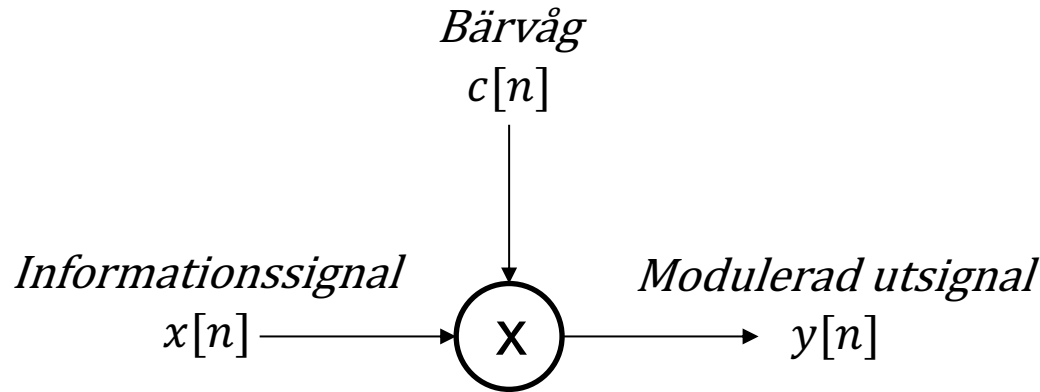 Bärvåg
c[n]
Informationssignal
x[n]
x
Modulerad utsignal
y[n]